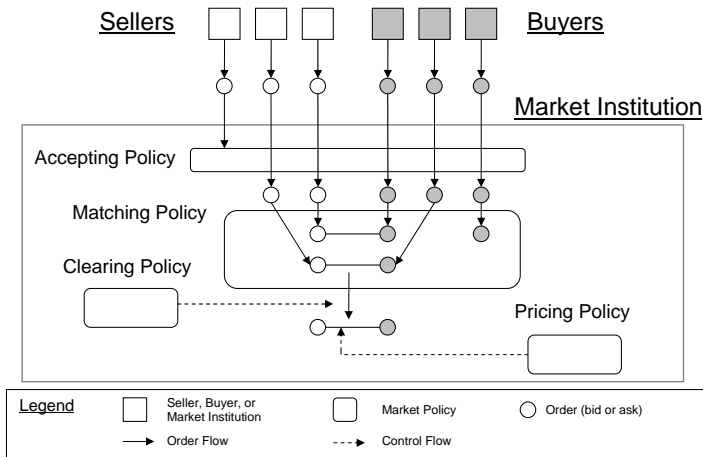 Sellers
Buyers
Market Institution
Accepting Policy
Matching Policy
Clearing Policy
Pricing Policy
Legend
Seller, Buyer, or
Market Institution
Market Policy
Order (bid or ask)
Order Flow
Control Flow